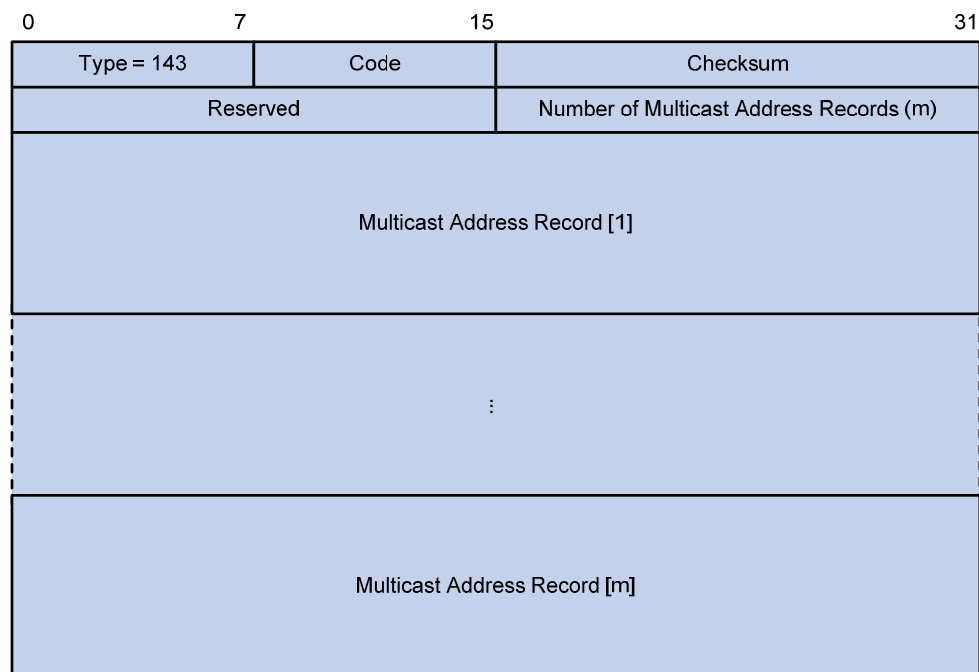 0 7 15 31
Type = 143 Code Checksum
Reserved Number of Multicast Address Records (m)
Multicast Address Record [1]
⋮
Multicast Address Record [m]